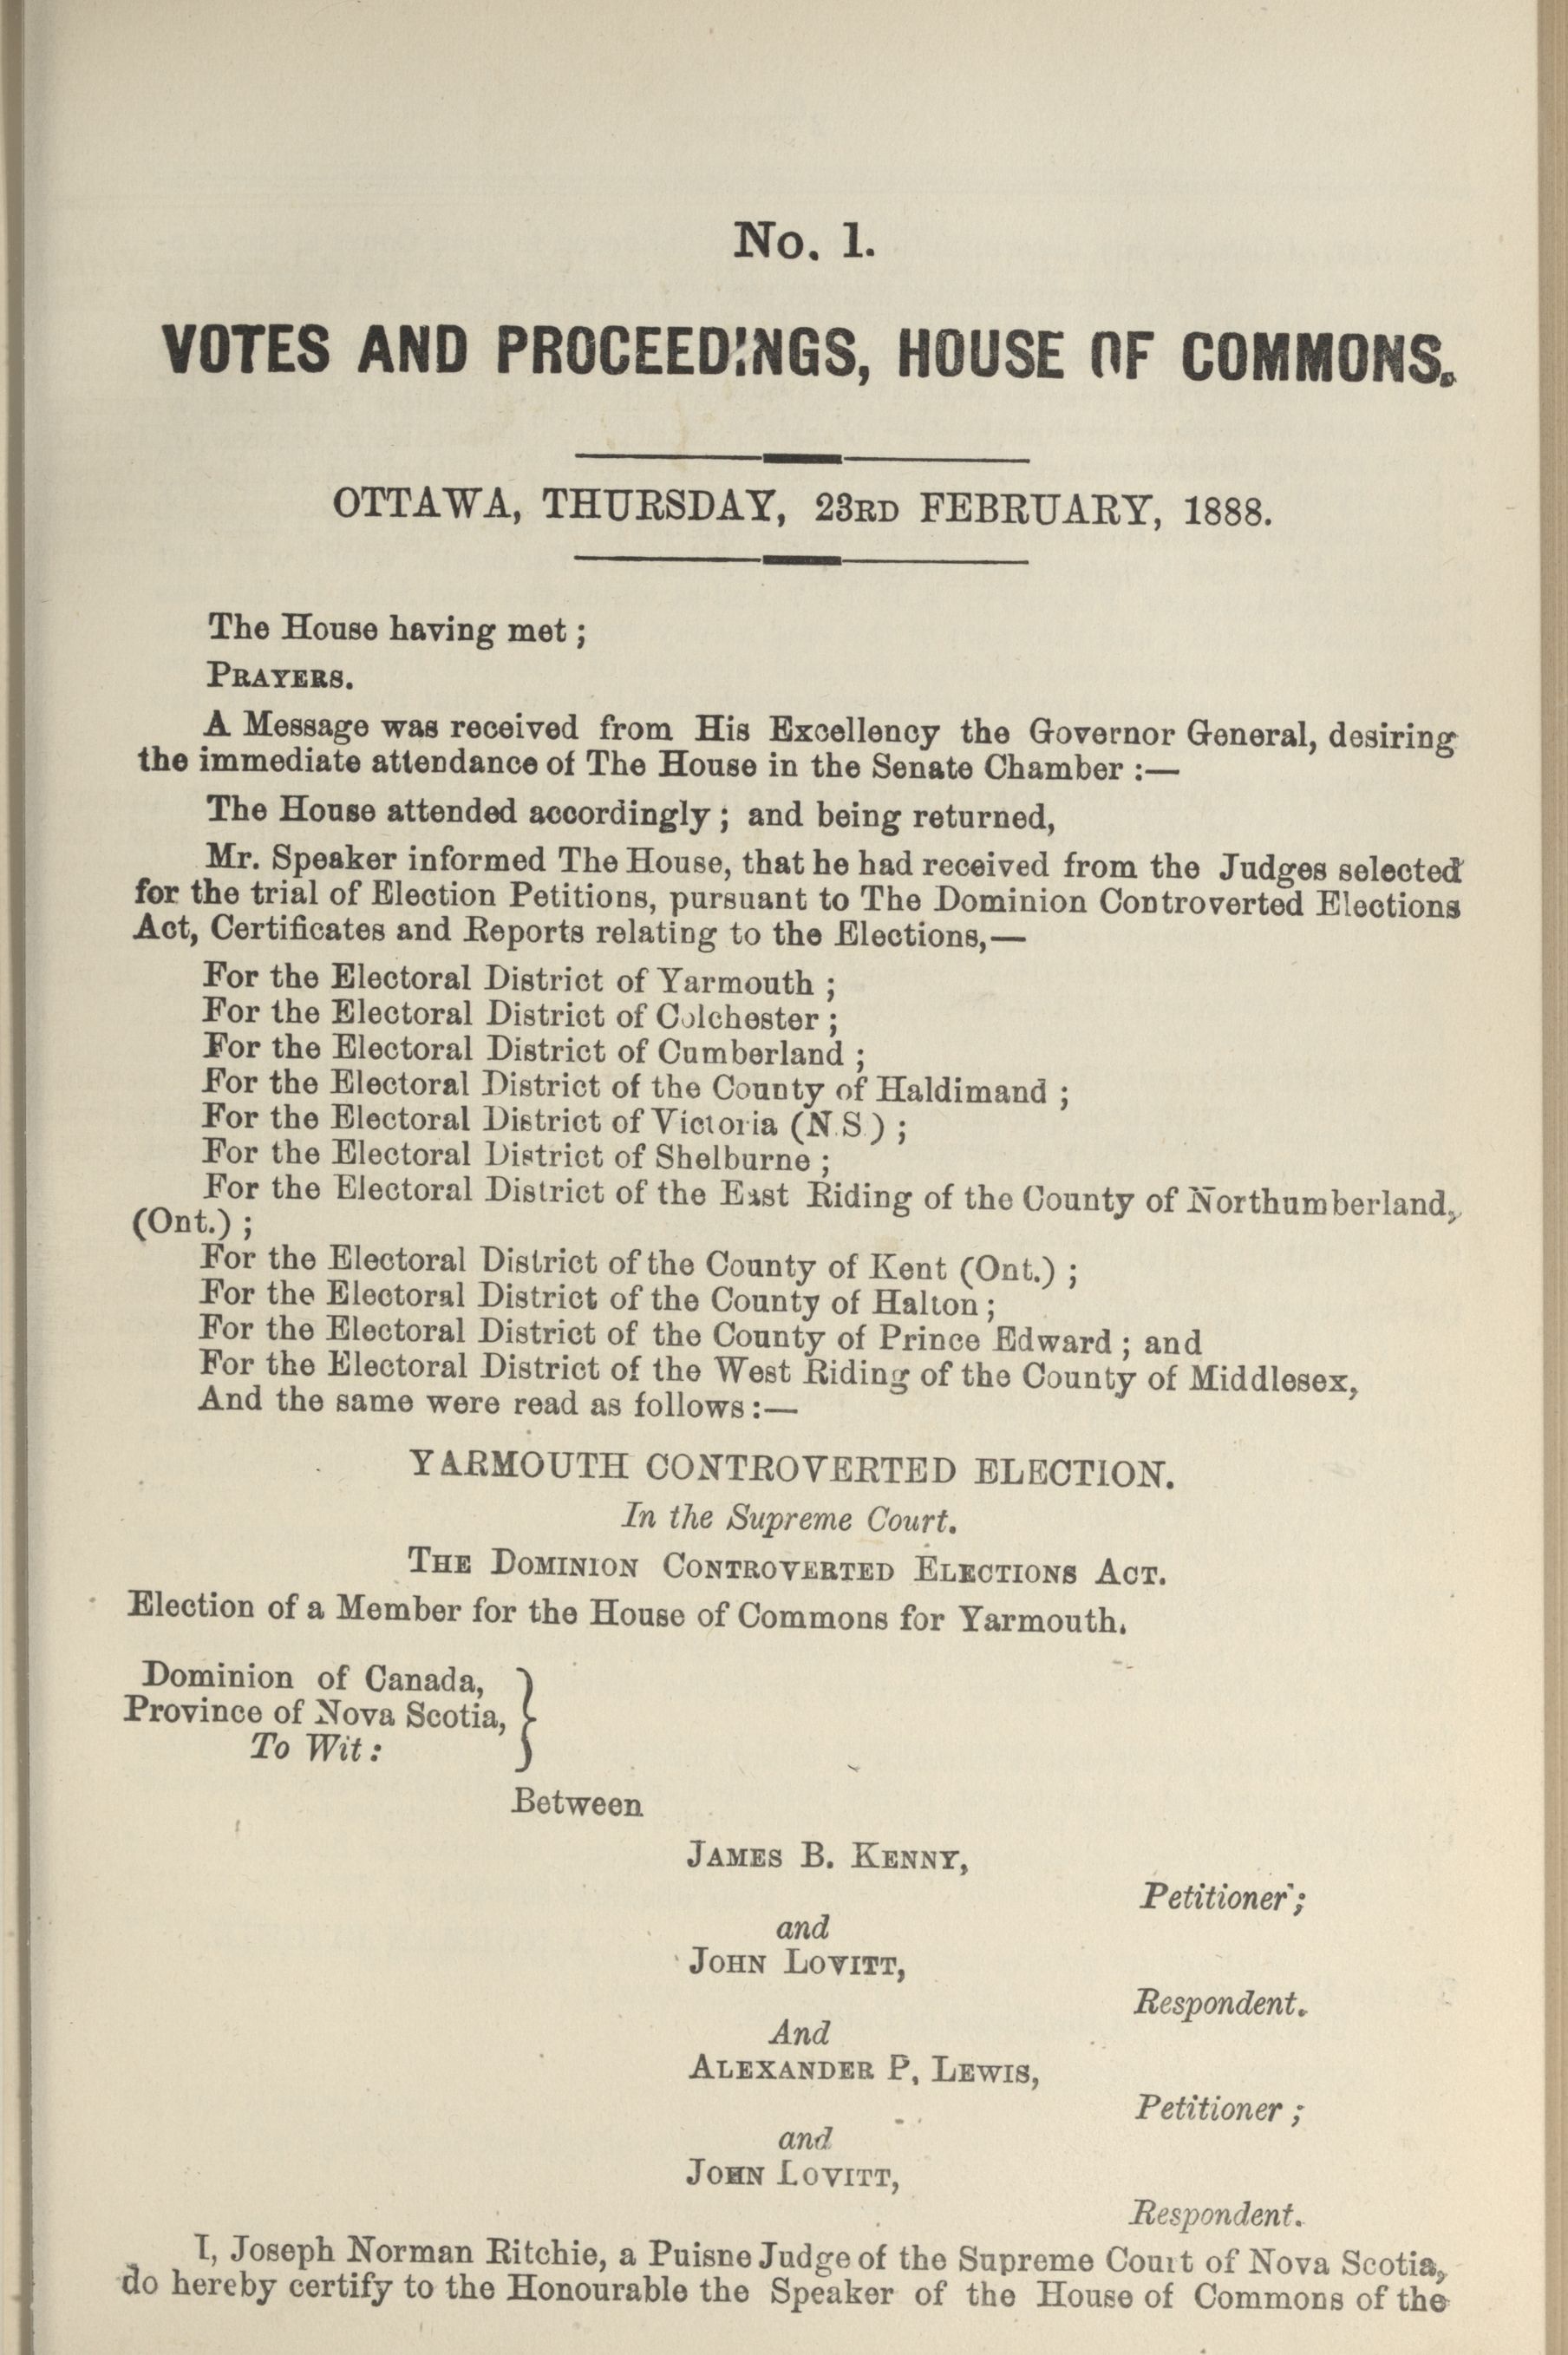 No. 1.
VOTES AND PROCEEDINGS, HOUSE OF COMMONS.
OTTAWA, THURSDAY, 23RD FEBRUARY, 1888.
The House having met ;
PRAYERS.
A Message was received from His Excellency the Governor General, desiring
the immediate attendance of The House in the Senate Chamber :—
The House attended accordingly ; and being returned,
Mr. Speaker informed The House, that he had received from the Judges selected
for the trial of Election Petitions, pursuant to The Dominion Controverted Elections
Act, Certificates and Reports relating to the Elections,—
For the Electoral District of Yarmouth ;
For the Electoral District of Colchester ;
For the Electoral District of Cumberland ;
For the Electoral District of the County of Haldimand ;
For the Electoral District of Victoria (N.S.) ;
For the Electoral District of Shelburne ;
For the Electoral District of the East Riding of the County of Northumberland,
(Ont.) ;
For the Electoral District of the County of Kent (Ont.) ;
For the Electoral District of the County of Halton ;
For the Electoral District of the County of Prince Edward ; and
For the Electoral District of the West Riding of the County of Middlesex,
And the same were read as follows :—
YARMOUTH CONTROVERTED ELECTION.
In the Supreme Court.
THE DOMINION CONTROVERTED ELECTIONS ACT.
Election of a Member for the House of Commons for Yarmouth.
Dominion of Canada,
Province of Nova Scotia,
To Wit :
Between
JAMES B. KENNY,
Petitioner ;
and
JOHN LOVITT,
Respondent.
And
ALEXANDER P. LEWIS,
Petitioner ;
and
JOHN LOVITT,
Respondent.
I, Joseph Norman Ritchie, a Puisne Judge of the Supreme Court of Nova Scotia,
do hereby certify to the Honourable the Speaker of the House of Commons of the